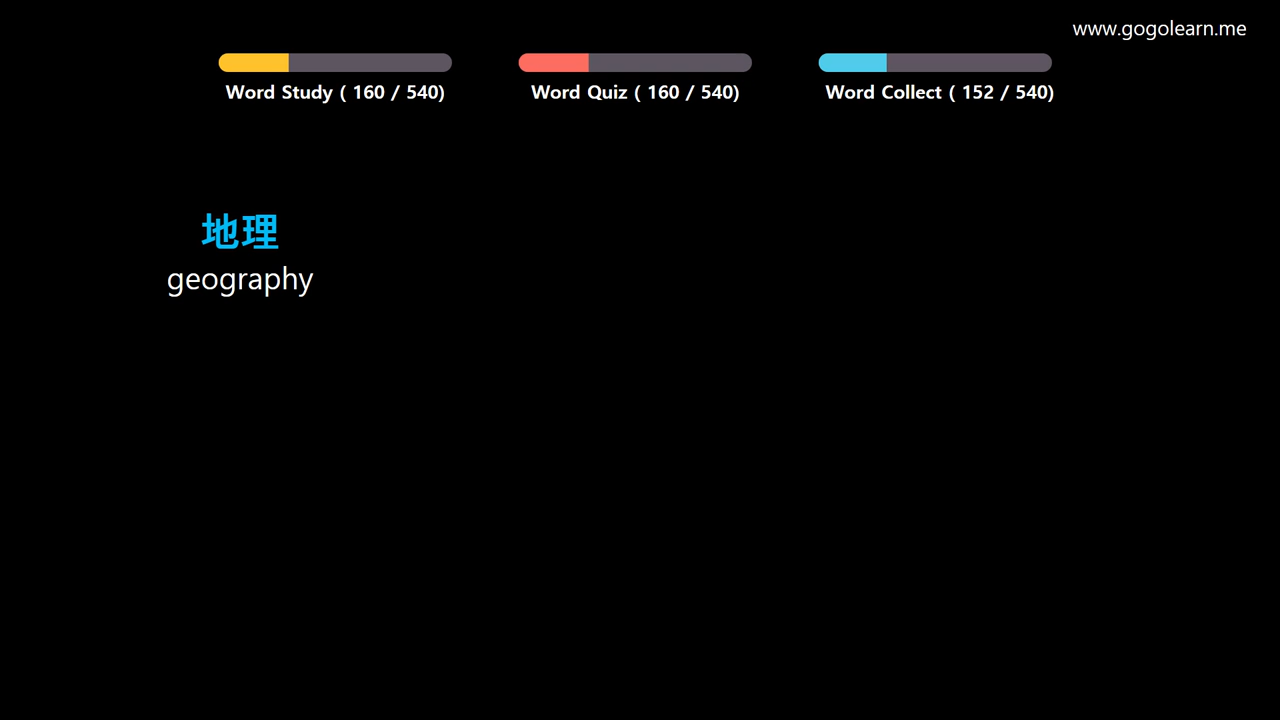 www.gogolearn.me
Word Study ( 160 / 540)
Word Quiz ( 160 / 540)
Word Collect ( 152 / 540)
地理
geography